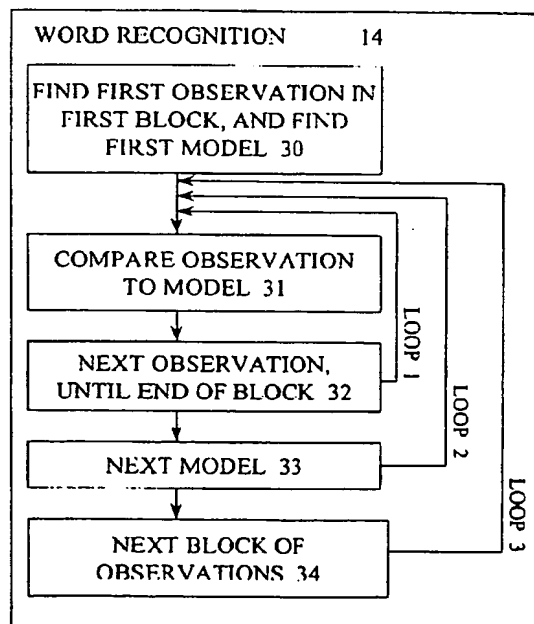 WORD RECOGNITION 14
FIND FIRST OBSERVATION IN
FIRST BLOCK, AND FIND
FIRST MODEL 30
COMPARE OBSERVATION
TO MODEL 31
NEXT OBSERVATION,
UNTIL END OF BLOCK 32
LOOP 1
NEXT MODEL 33
LOOP 2
NEXT BLOCK OF
OBSERVATIONS 34
LOOP 3